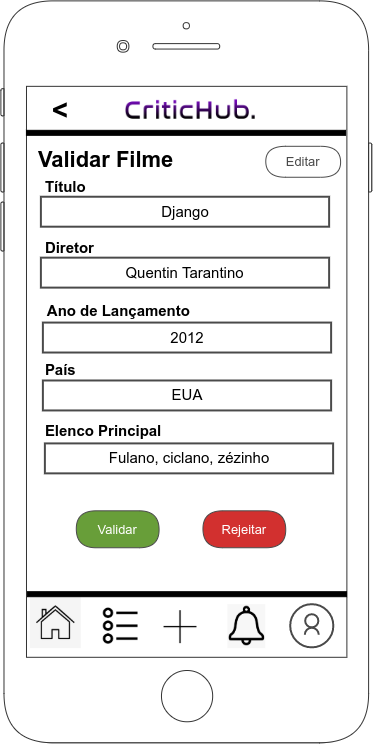 <
CriticHub.
Validar Filme
Editar
Título
Django
Diretor
Quentin Tarantino
Ano de Lançamento
2012
País
EUA
Elenco Principal
Fulano, ciclano, zézinho
Validar
Rejeitar